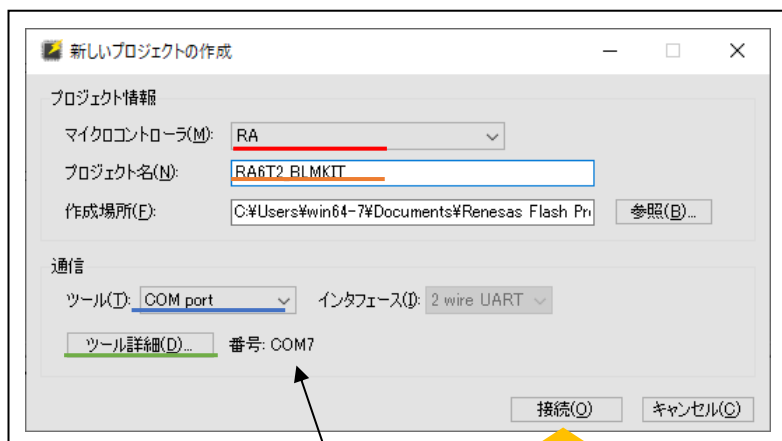 新しいプロジェクトの作成
プロジェクト情報
マイクロコントローラ(M): RA
プロジェクト名(N): RA6T2_BLMKIT
作成場所(F): C:¥Users¥win64-7¥Documents¥Renesas Flash Pr 参照(B)...
通信
ツール(T): COM port インタフェース(I): 2 wire UART
ツール詳細(D)... 番号: COM7
接続(O) キャンセル(C)